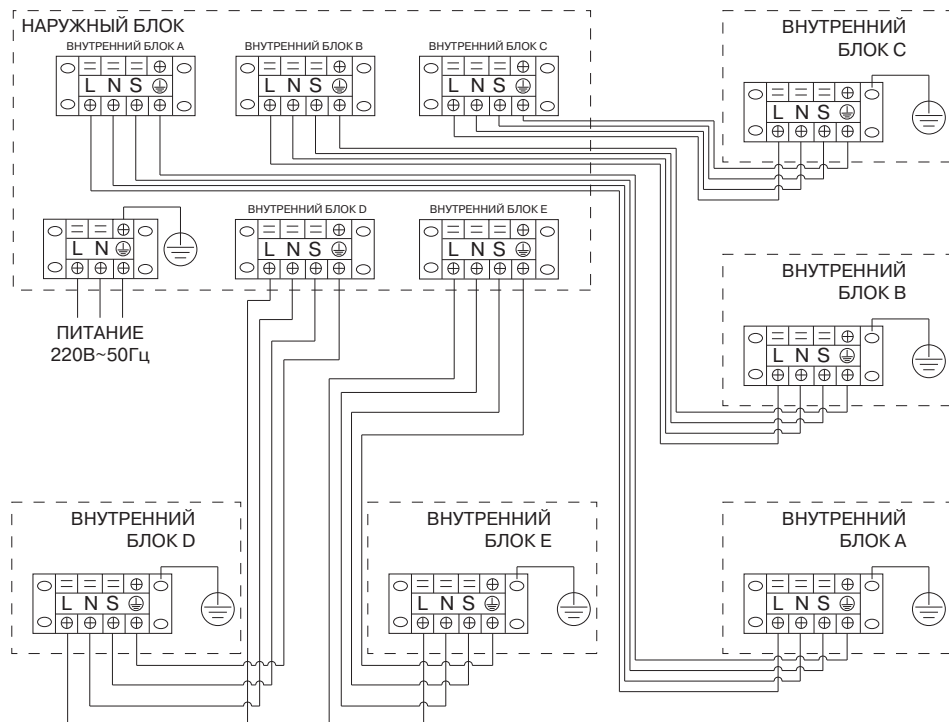 НАРУЖНЫЙ БЛОК
ВНУТРЕННИЙ БЛОК A
ВНУТРЕННИЙ БЛОК B
ВНУТРЕННИЙ БЛОК C
L N S
L N S
L N S
ВНУТРЕННИЙ
БЛОК C
L N S
ВНУТРЕННИЙ БЛОК D
ВНУТРЕННИЙ БЛОК E
L N
L N S
L N S
ПИТАНИЕ
220В~50Гц
ВНУТРЕННИЙ
БЛОК B
L N S
ВНУТРЕННИЙ
БЛОК D
L N S
ВНУТРЕННИЙ
БЛОК E
L N S
ВНУТРЕННИЙ
БЛОК A
L N S